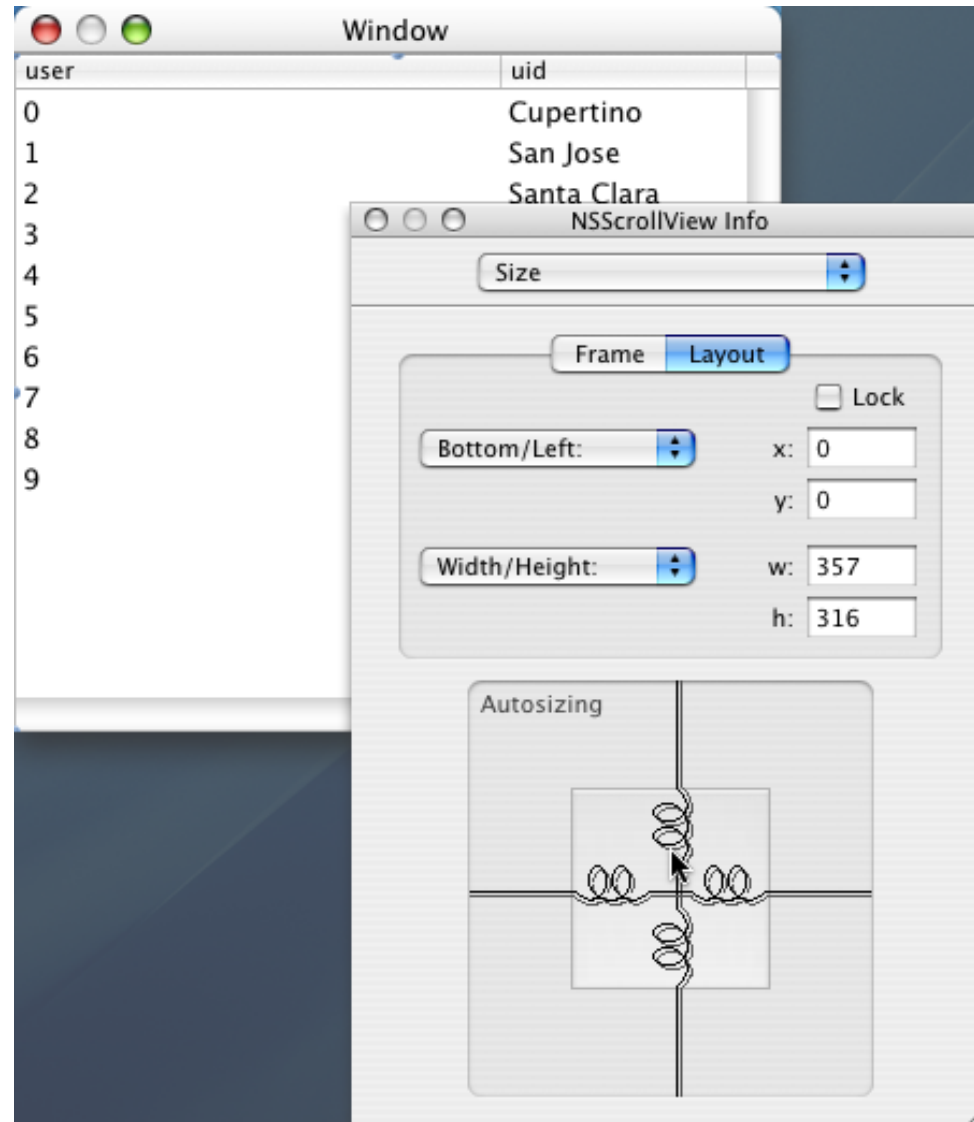 Window
user uid
0 Cupertino
1 San Jose
2 Santa Clara
3
4
5
6
7
8
9
NSScrollView Info
Size
Frame Layout
Lock
Bottom/Left: x: 0
y: 0
Width/Height: w: 357
h: 316
Autosizing